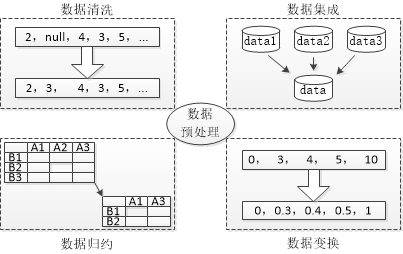 数据清洗
2, null, 4, 3, 5, …
2, 3, 4, 3, 5, …
数据集成
data1 data2 data3
data
数据
预处理
A1 A2 A3
B1
B2
B3
A1 A3
B1
B2
数据归约
0, 3, 4, 5, 10
0, 0.3, 0.4, 0.5, 1
数据变换